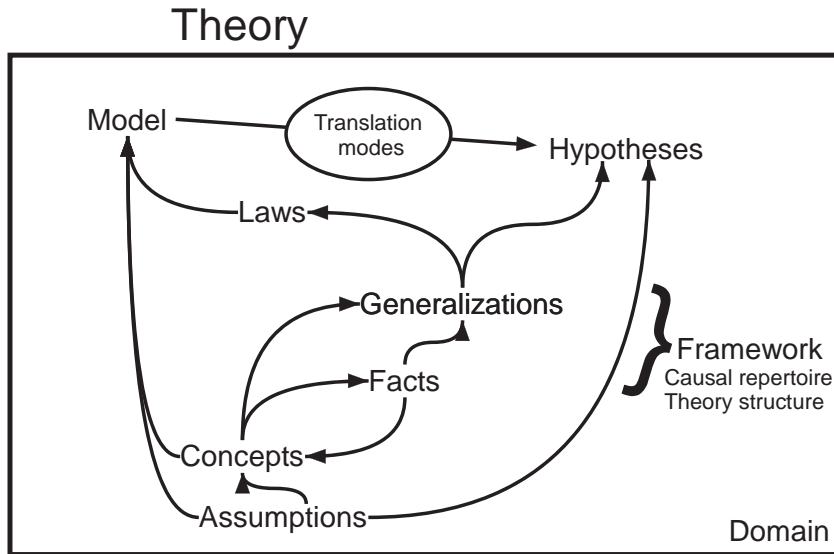 Theory
Model
Translation
modes
Hypotheses
Laws
Generalizations
Facts
Framework
Causal repertoire
Theory structure
Concepts
Assumptions
Domain